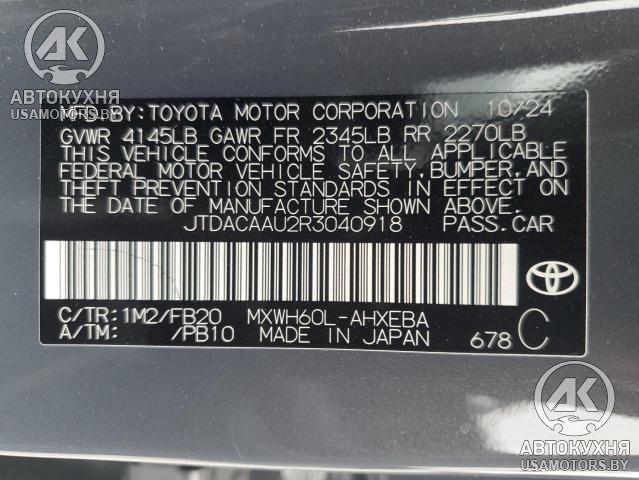 АК
АВТОКУХНЯ
USAMOTORS.BY
MFD.BY:TOYOTA MOTOR CORPORATION 10/24
GVWR 4145LB GAWR FR 2345LB RR 2270LB
THIS VEHICLE CONFORMS TO ALL APPLICABLE
FEDERAL MOTOR VEHICLE SAFETY,BUMPER,AND
THEFT PREVENTION STANDARDS IN EFFECT ON
THE DATE OF MANUFACTURE SHOWN ABOVE.
JTDACAAU2R3040918 PASS.CAR
C/TR:1M2/FB20 MXWH60L-AHXEBA
A/TM: /PB10 MADE IN JAPAN 678 C
АК
АВТОКУХНЯ
USAMOTORS.BY